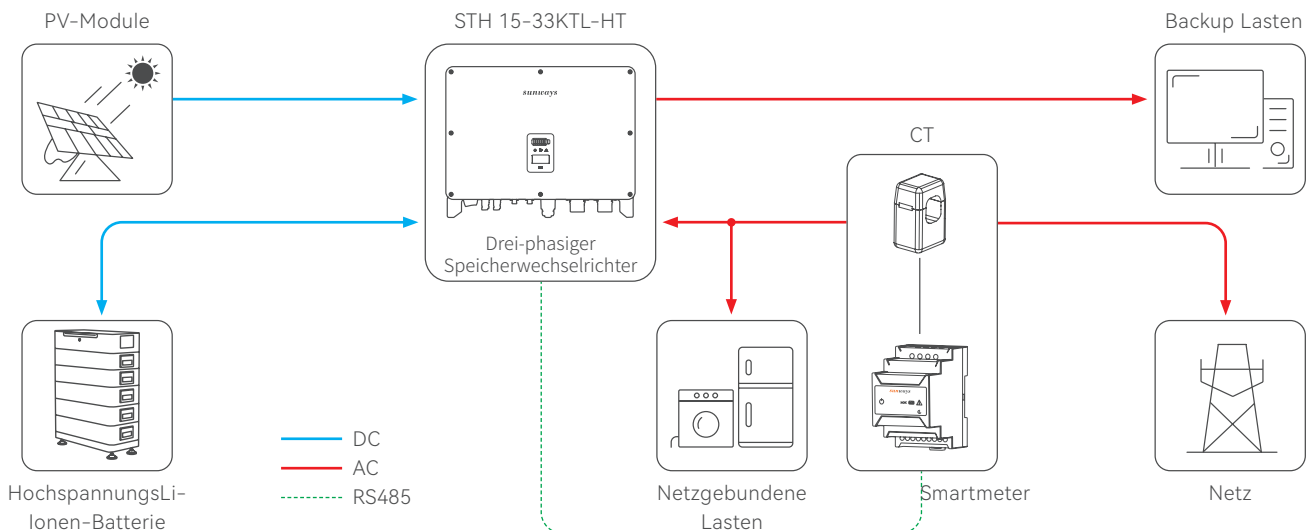 PV-Module
STH 15-33KTL-HT
Backup Lasten
sunways
CT
Drei-phasiger
Speicherwechselrichter
sunways
DC
AC
RS485
HochspannungsLi-
Ionen-Batterie
Netzgebundene
Lasten
Smartmeter
Netz